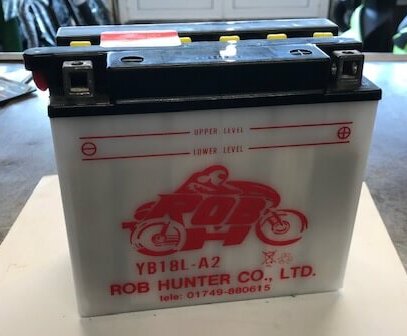 UPPER LEVEL
LOWER LEVEL
ROB
YB18L-A2
ROB HUNTER CO., LTD.
tele: 01749-880615